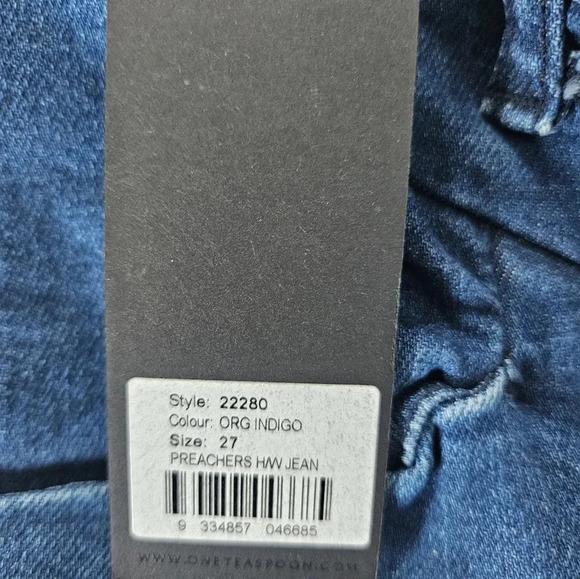 Style: 22280
Colour: ORG INDIGO
Size: 27
PREACHERS H/W JEAN
9 334857 046685
WWW.ONETEASPOON.COM